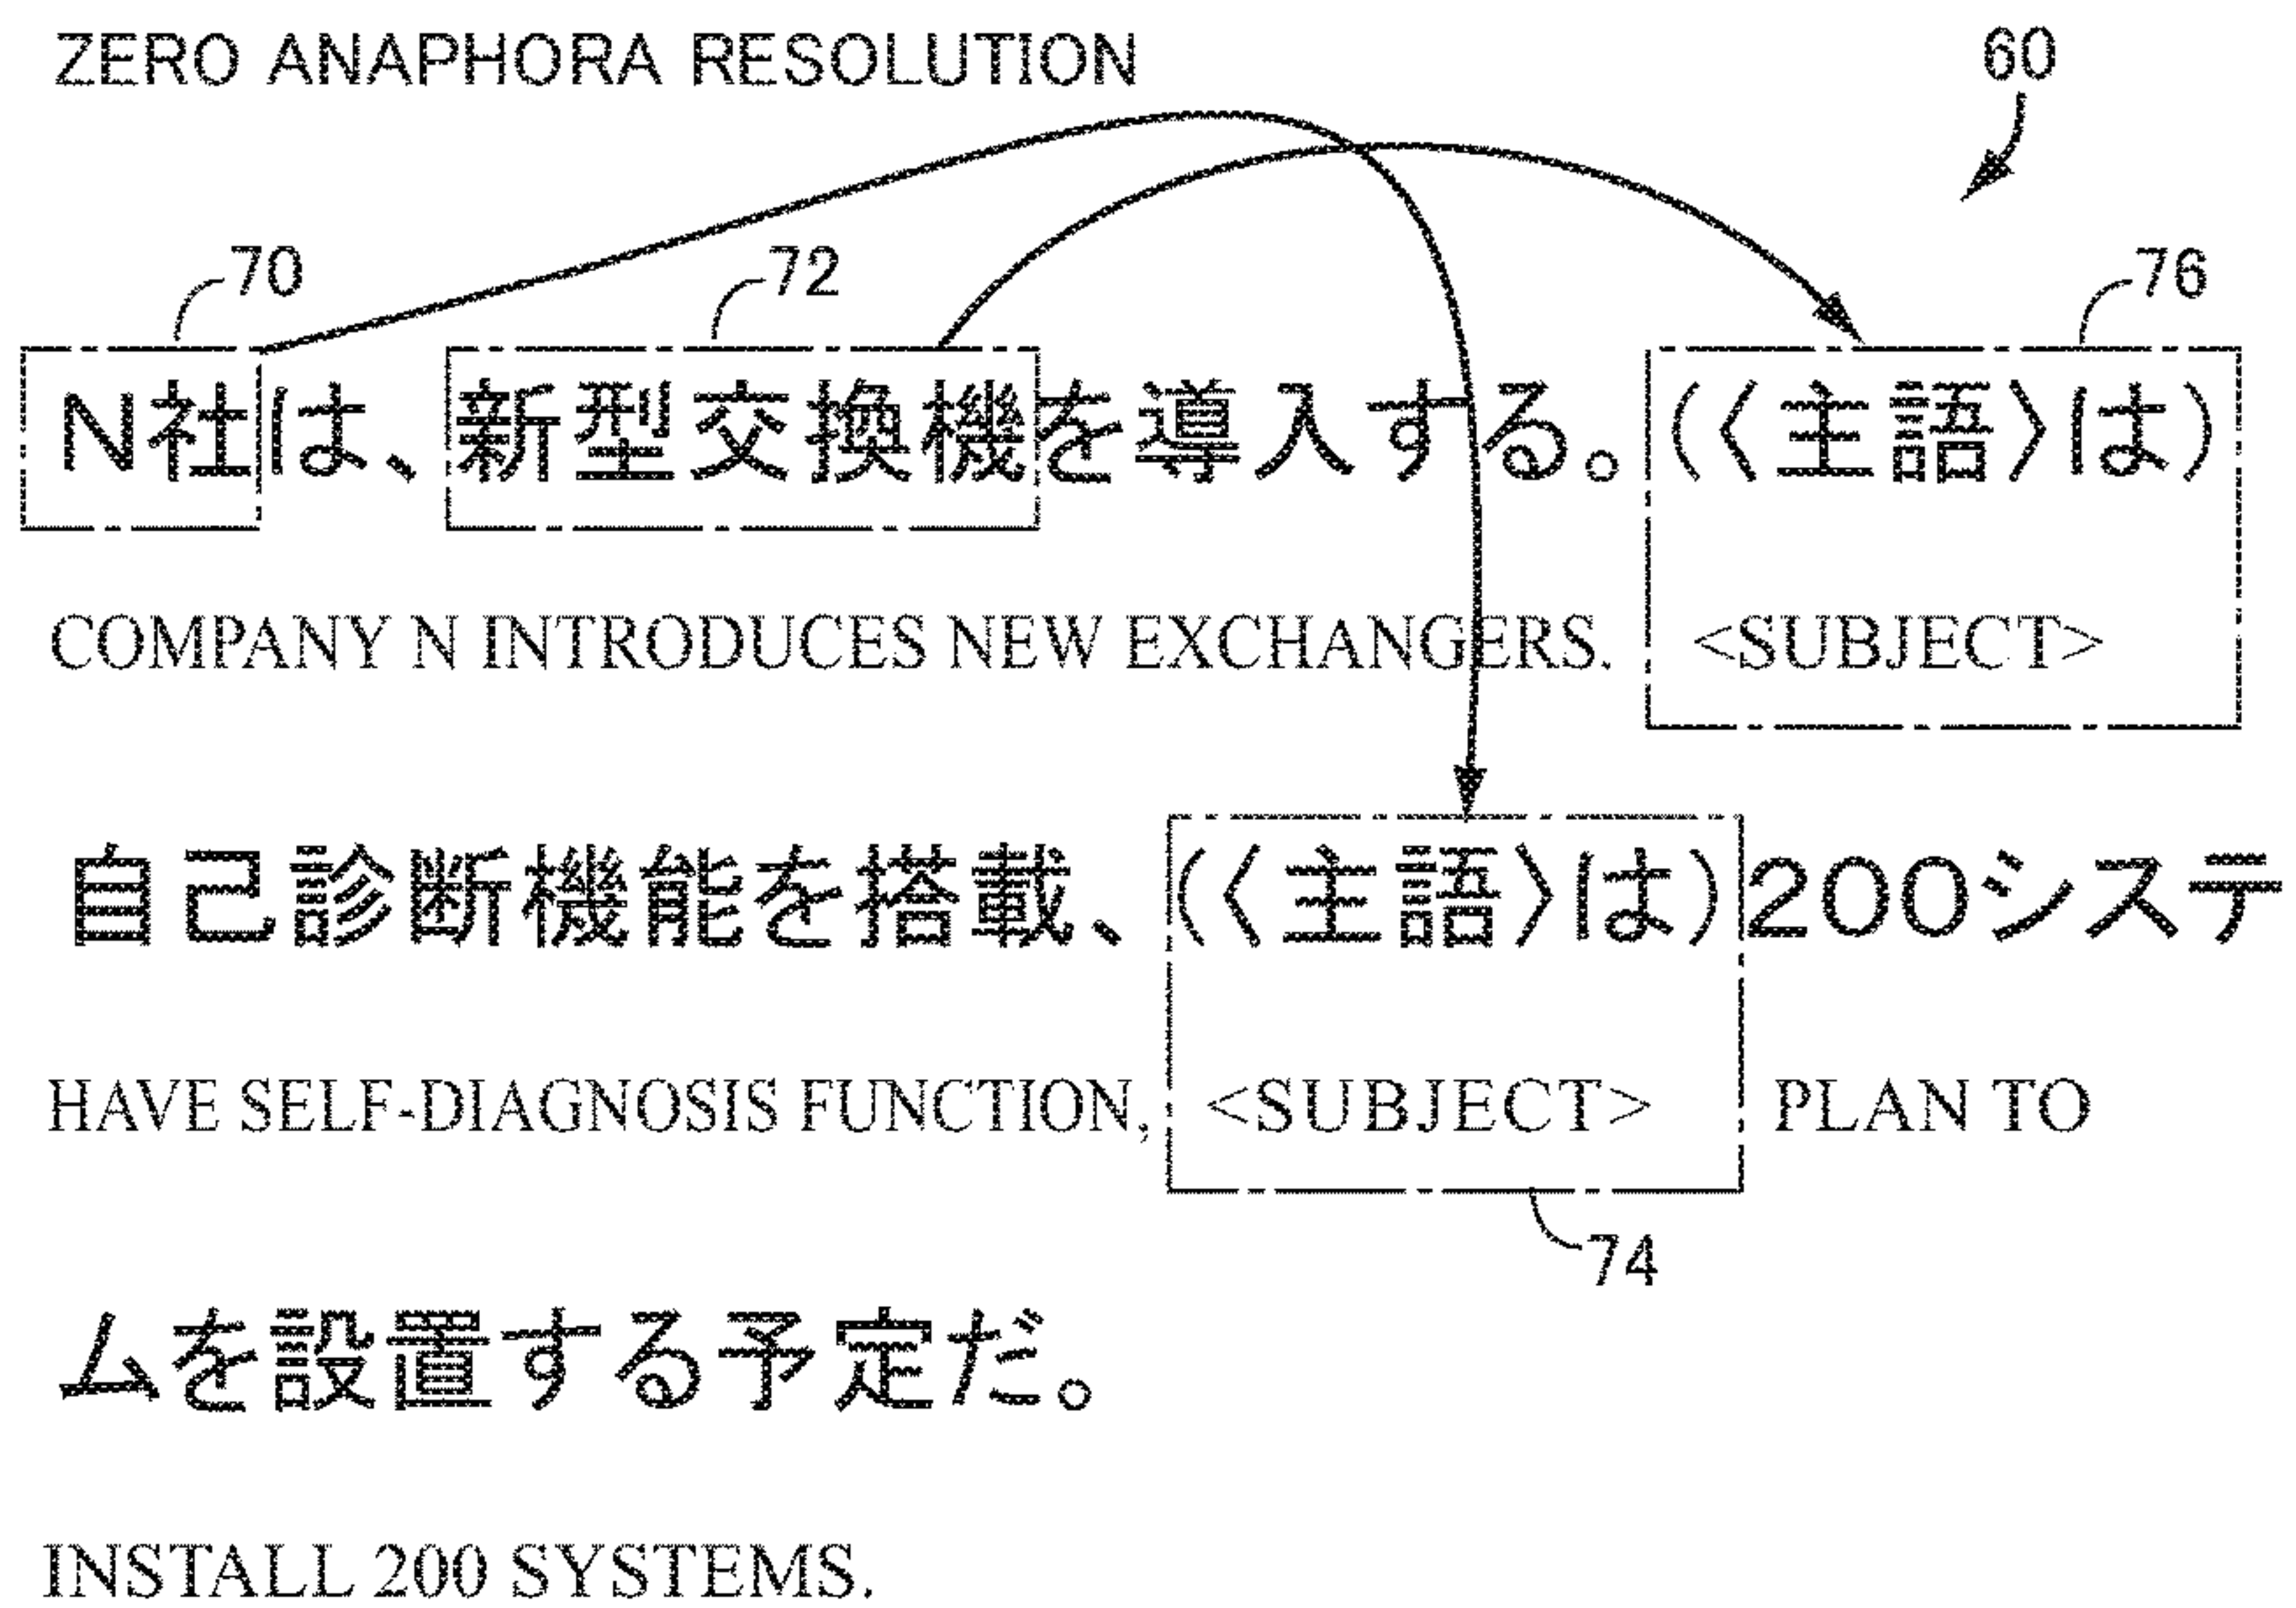 ZERO ANAPHORA RESOLUTION
60
70
72
76
N社は、新型交換機を導入する。(〈主語〉は)
COMPANY N INTRODUCES NEW EXCHANGERS. <SUBJECT>
自己診断機能を搭載、(〈主語〉は)200システ
HAVE SELF-DIAGNOSIS FUNCTION, <SUBJECT> PLAN TO
74
ムを設置する予定だ。
INSTALL 200 SYSTEMS.